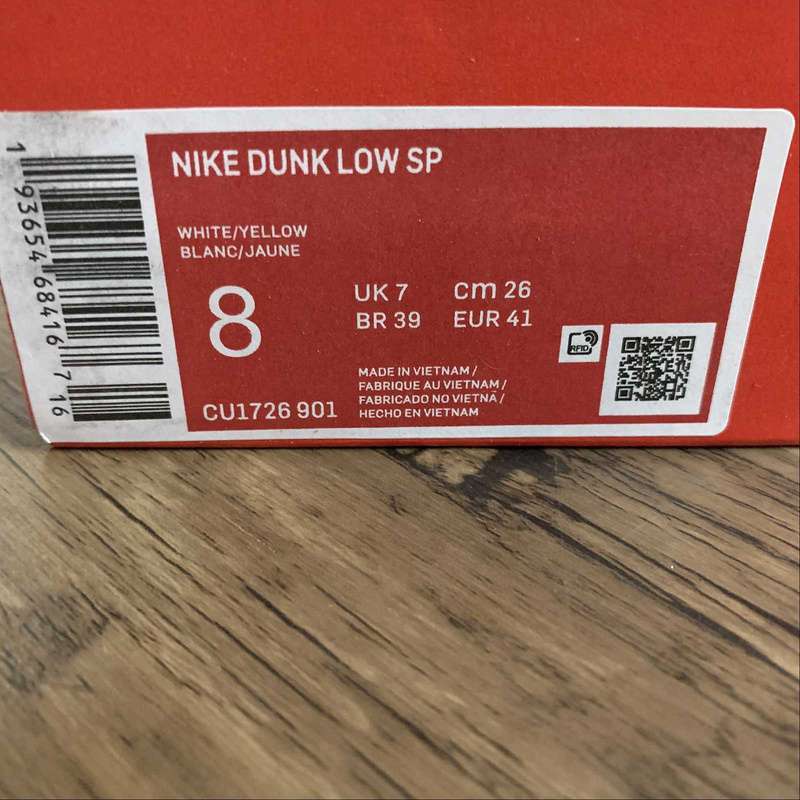 1 93654 68416 7 16
NIKE DUNK LOW SP
WHITE/YELLOW
BLANC/JAUNE
8
UK 7 cm 26
BR 39 EUR 41
RFID
MADE IN VIETNAM /
FABRIQUE AU VIETNAM /
FABRICADO NO VIETNÃ /
HECHO EN VIETNAM
CU1726 901